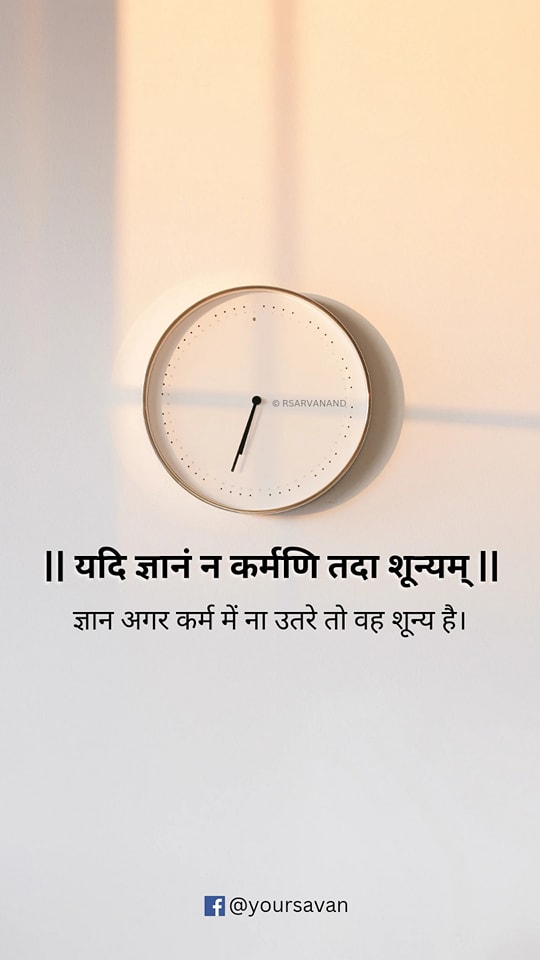 © RSARVANAND
|| यदि ज्ञानं न कर्मणि तदा शून्यम् ||
ज्ञान अगर कर्म में ना उतरे तो वह शून्य है।
@yoursavan